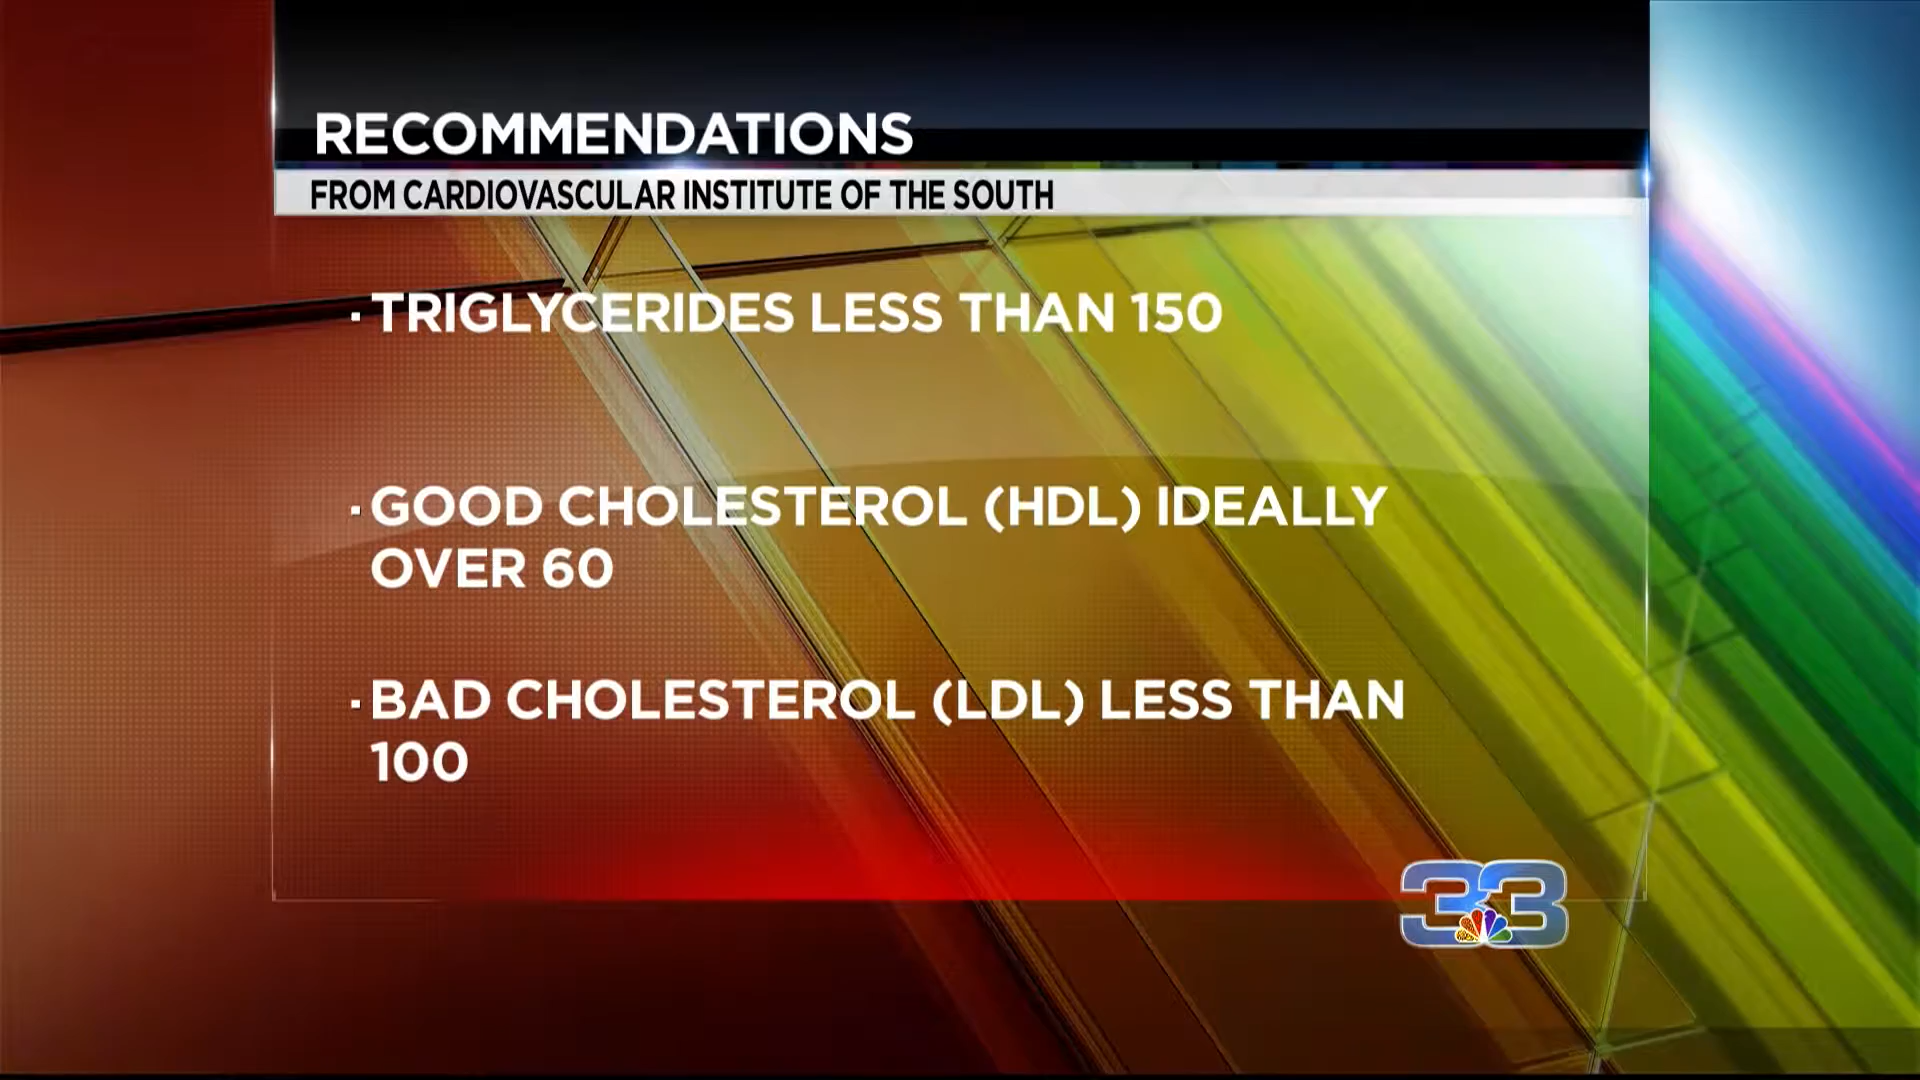 RECOMMENDATIONS
FROM CARDIOVASCULAR INSTITUTE OF THE SOUTH
· TRIGLYCERIDES LESS THAN 150
· GOOD CHOLESTEROL (HDL) IDEALLY
OVER 60
· BAD CHOLESTEROL (LDL) LESS THAN
100
33